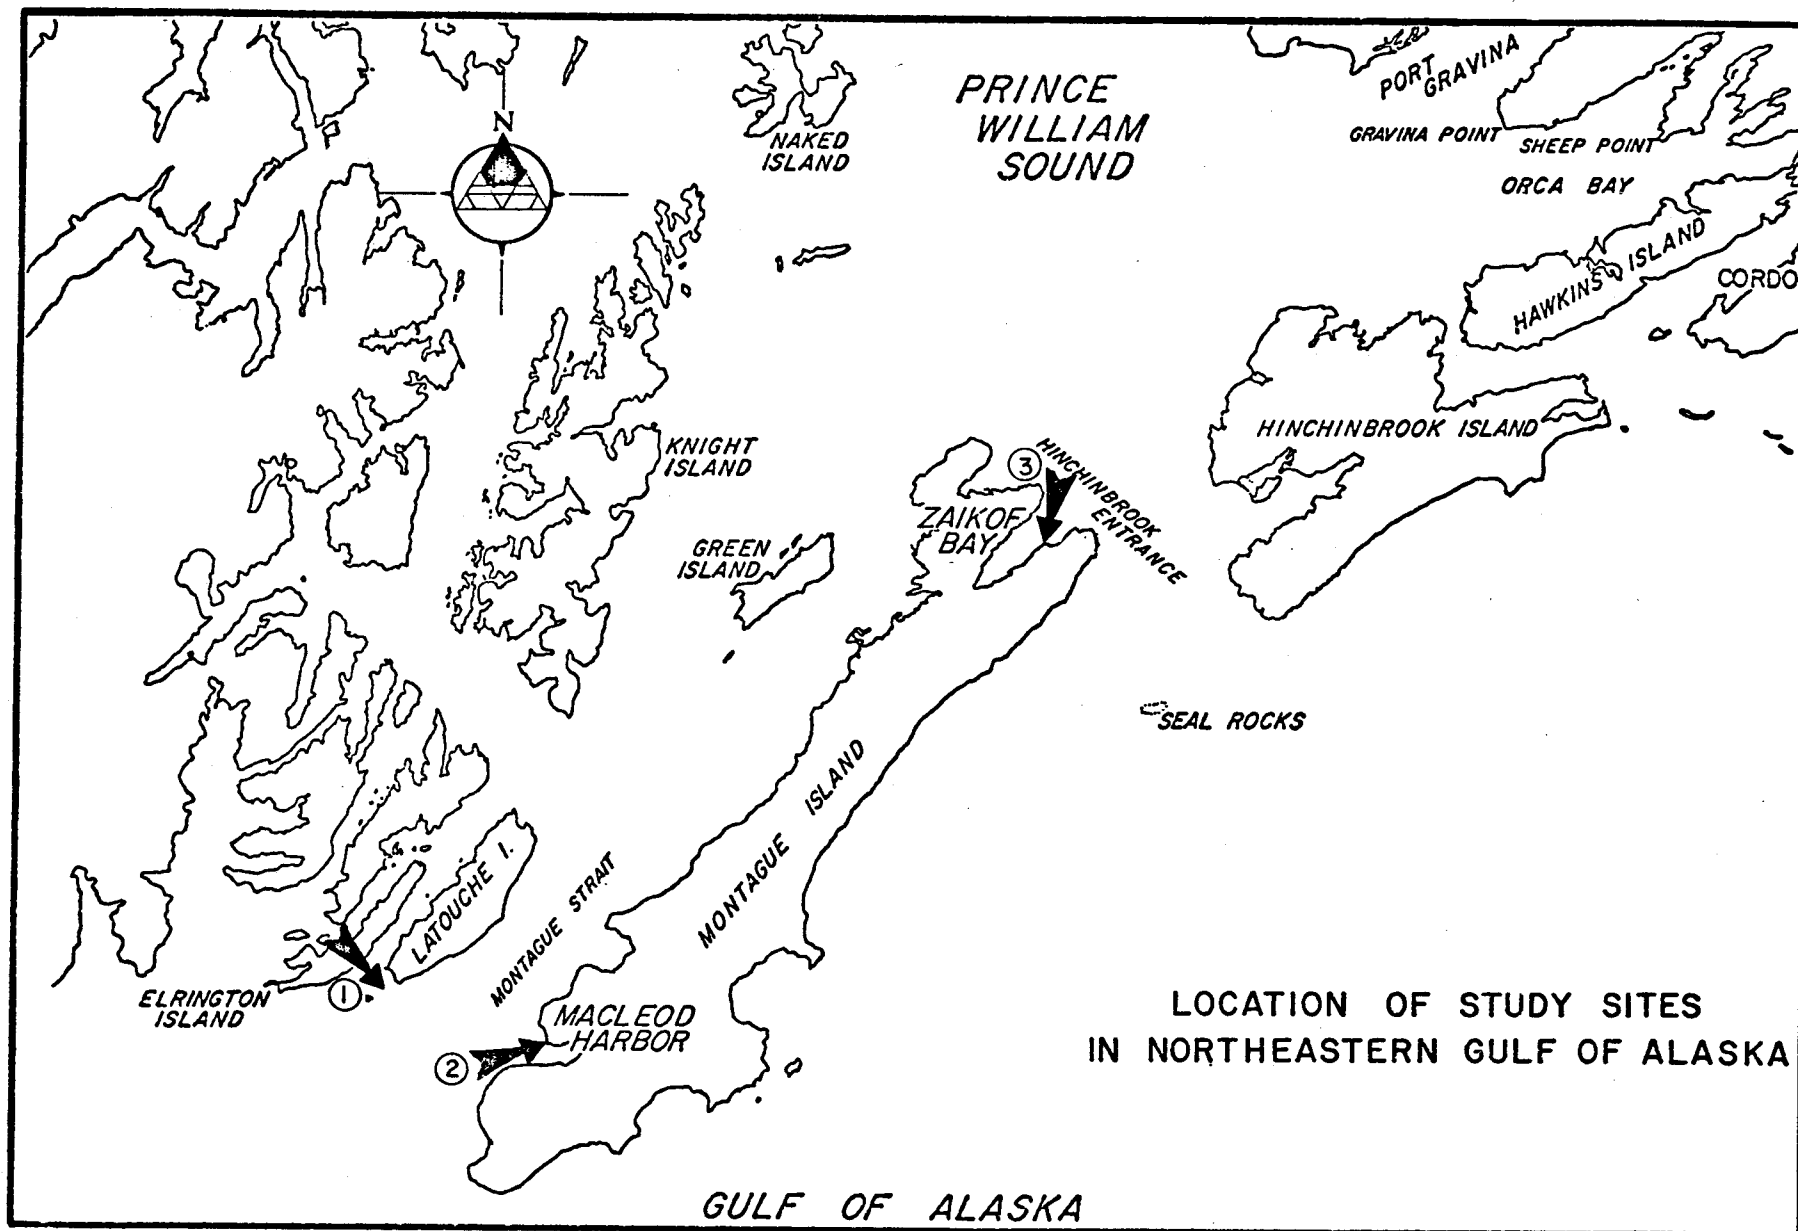 PRINCE
WILLIAM
SOUND
N
NAKED
ISLAND
PORT
GRAVINA
GRAVINA POINT
SHEEP POINT
ORCA BAY
HAWKINS ISLAND
CORDO
HINCHINBROOK ISLAND
KNIGHT
ISLAND
3
HINCHINBROOK
ENTRANCE
ZAIKOF
BAY
GREEN
ISLAND
SEAL ROCKS
MONTAGUE ISLAND
LATOUCHE I.
MONTAGUE STRAIT
1
ELRINGTON
ISLAND
MACLEOD
HARBOR
2
LOCATION OF STUDY SITES
IN NORTHEASTERN GULF OF ALASKA
GULF OF ALASKA